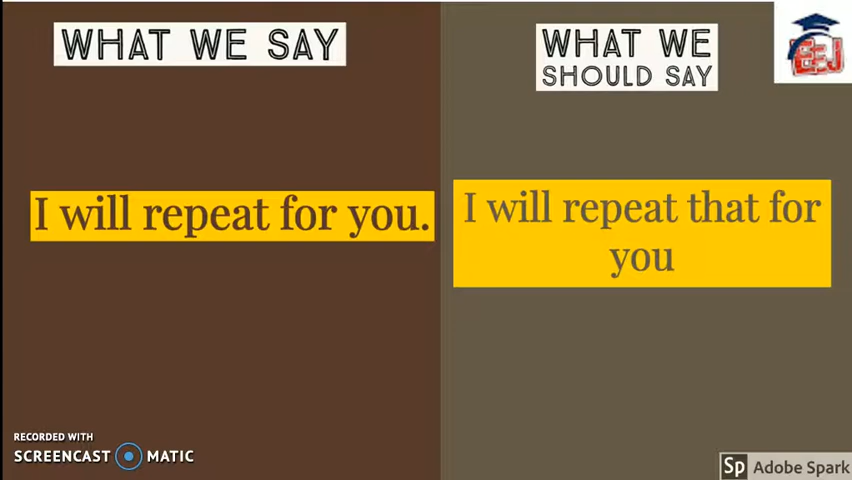 WHAT WE SAY
I will repeat for you.
WHAT WE
SHOULD SAY
EEJ
I will repeat that for
you
RECORDED WITH
SCREENCAST MATIC
Sp Adobe Spark